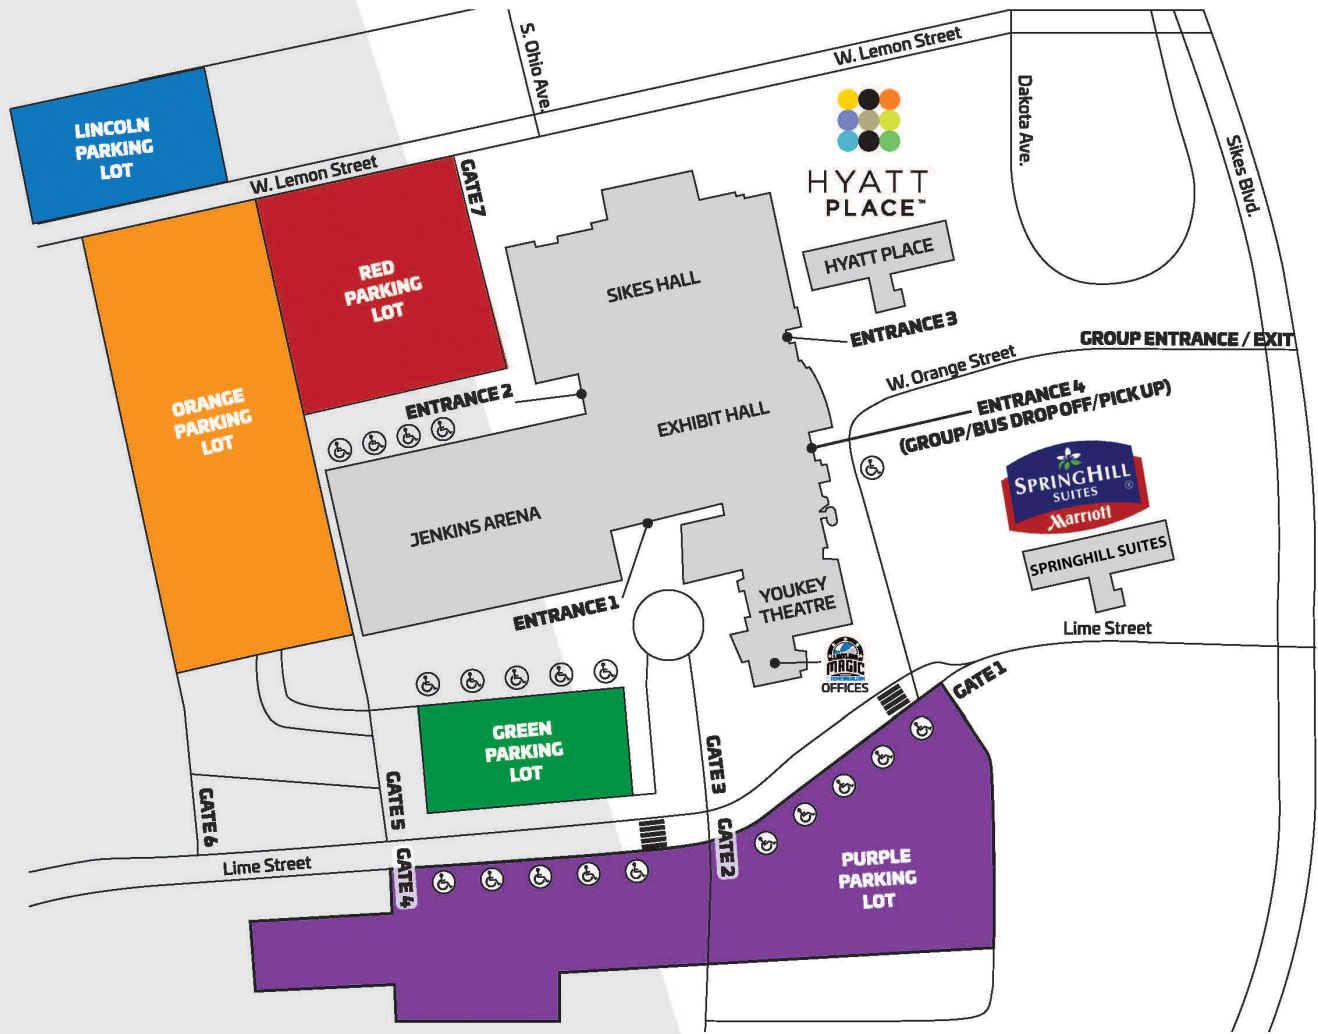 S. Ohio Ave.
W. Lemon Street
LINCOLN
PARKING
LOT
W. Lemon Street
GATE 7
HYATT
PLACE™
Dakota Ave.
Sikes Blvd.
RED
PARKING
LOT
SIKES HALL
HYATT PLACE
ENTRANCE 3
GROUP ENTRANCE / EXIT
W. Orange Street
ORANGE
PARKING
LOT
ENTRANCE 2
EXHIBIT HALL
ENTRANCE 4
(GROUP/BUS DROP OFF/PICK UP)
SPRINGHILL
SUITES
®
Marriott
JENKINS ARENA
SPRINGHILL SUITES
YOUKEY
THEATRE
ENTRANCE 1
Lime Street
MAGIC
OFFICES
GATE 1
GREEN
PARKING
LOT
GATE 3
GATE 5
GATE 6
GATE 2
GATE 4
Lime Street
PURPLE
PARKING
LOT